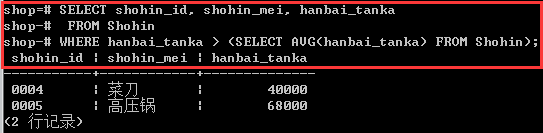 shop=# SELECT shohin_id, shohin_mei, hanbai_tanka
shop-#  FROM Shohin
shop-# WHERE hanbai_tanka > (SELECT AVG(hanbai_tanka) FROM Shohin);
 shohin_id | shohin_mei | hanbai_tanka
-----------+------------+--------------
 0004      | 菜刀       |        40000
 0005      | 高压锅     |        68000
(2 行记录)